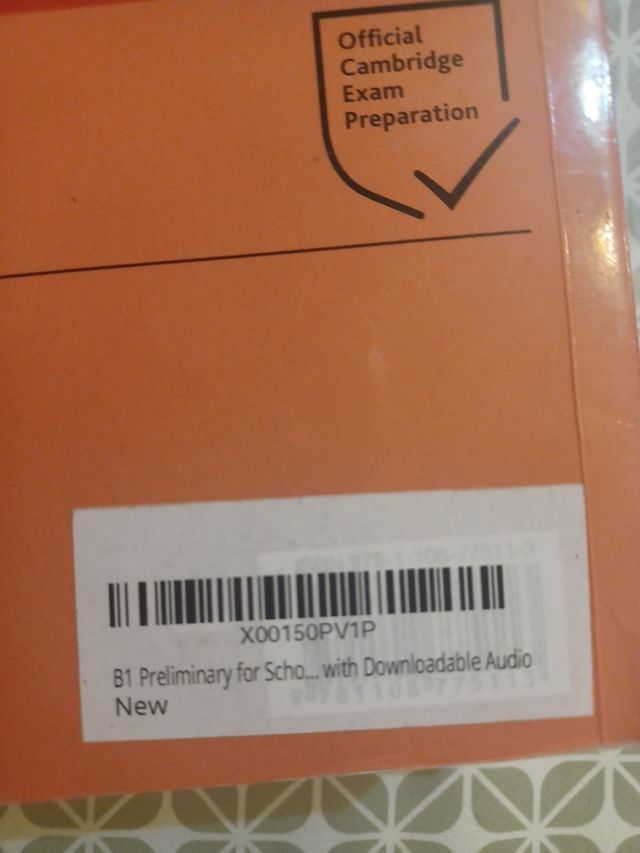 Official
Cambridge
Exam
Preparation
X00150PV1P
B1 Preliminary for Scho... with Downloadable Audio
New